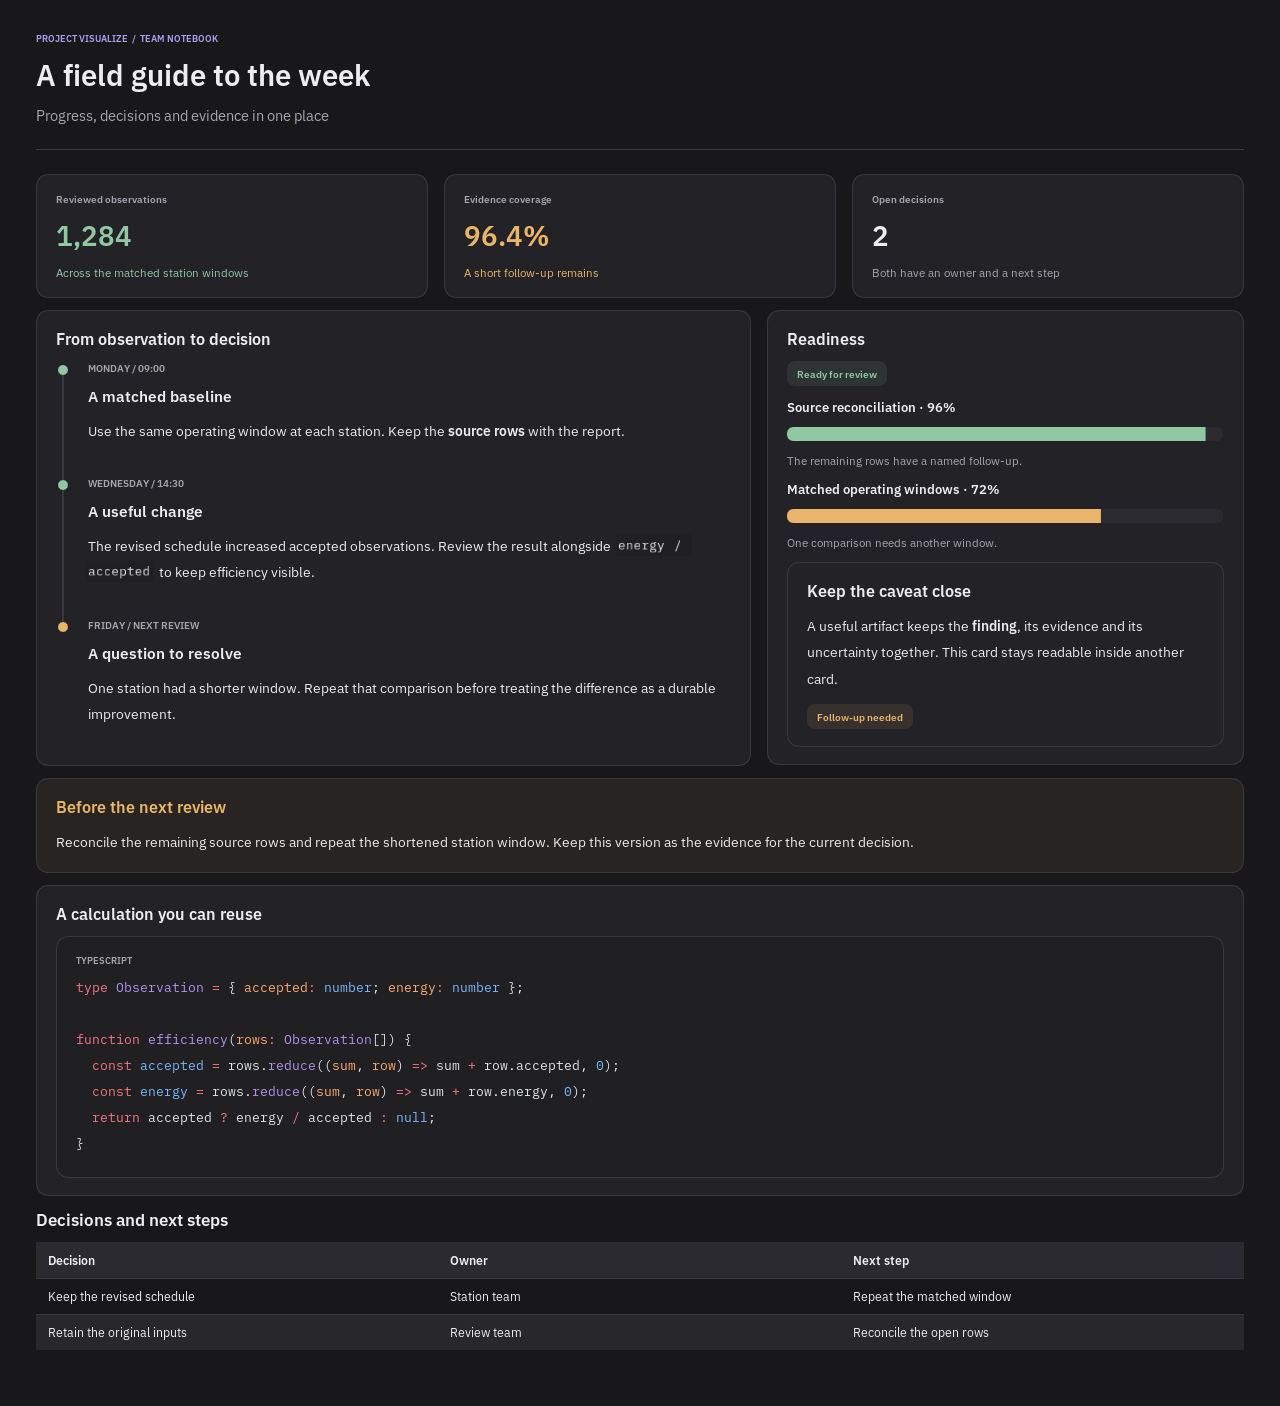 PROJECT VISUALIZE / TEAM NOTEBOOK
A field guide to the week
Progress, decisions and evidence in one place
Reviewed observations
1,284
Across the matched station windows
Evidence coverage
96.4%
A short follow-up remains
Open decisions
2
Both have an owner and a next step
From observation to decision
MONDAY / 09:00
A matched baseline
Use the same operating window at each station. Keep the source rows with the report.
WEDNESDAY / 14:30
A useful change
The revised schedule increased accepted observations. Review the result alongside energy /
accepted to keep efficiency visible.
FRIDAY / NEXT REVIEW
A question to resolve
One station had a shorter window. Repeat that comparison before treating the difference as a durable
improvement.
Readiness
Ready for review
Source reconciliation · 96%
The remaining rows have a named follow-up.
Matched operating windows · 72%
One comparison needs another window.
Keep the caveat close
A useful artifact keeps the finding, its evidence and its
uncertainty together. This card stays readable inside another
card.
Follow-up needed
Before the next review
Reconcile the remaining source rows and repeat the shortened station window. Keep this version as the evidence for the current decision.
A calculation you can reuse
TYPESCRIPT
type Observation = { accepted: number; energy: number };
function efficiency(rows: Observation[]) {
  const accepted = rows.reduce((sum, row) => sum + row.accepted, 0);
  const energy = rows.reduce((sum, row) => sum + row.energy, 0);
  return accepted ? energy / accepted : null;
}
Decisions and next steps
Decision Owner Next step
Keep the revised schedule Station team Repeat the matched window
Retain the original inputs Review team Reconcile the open rows